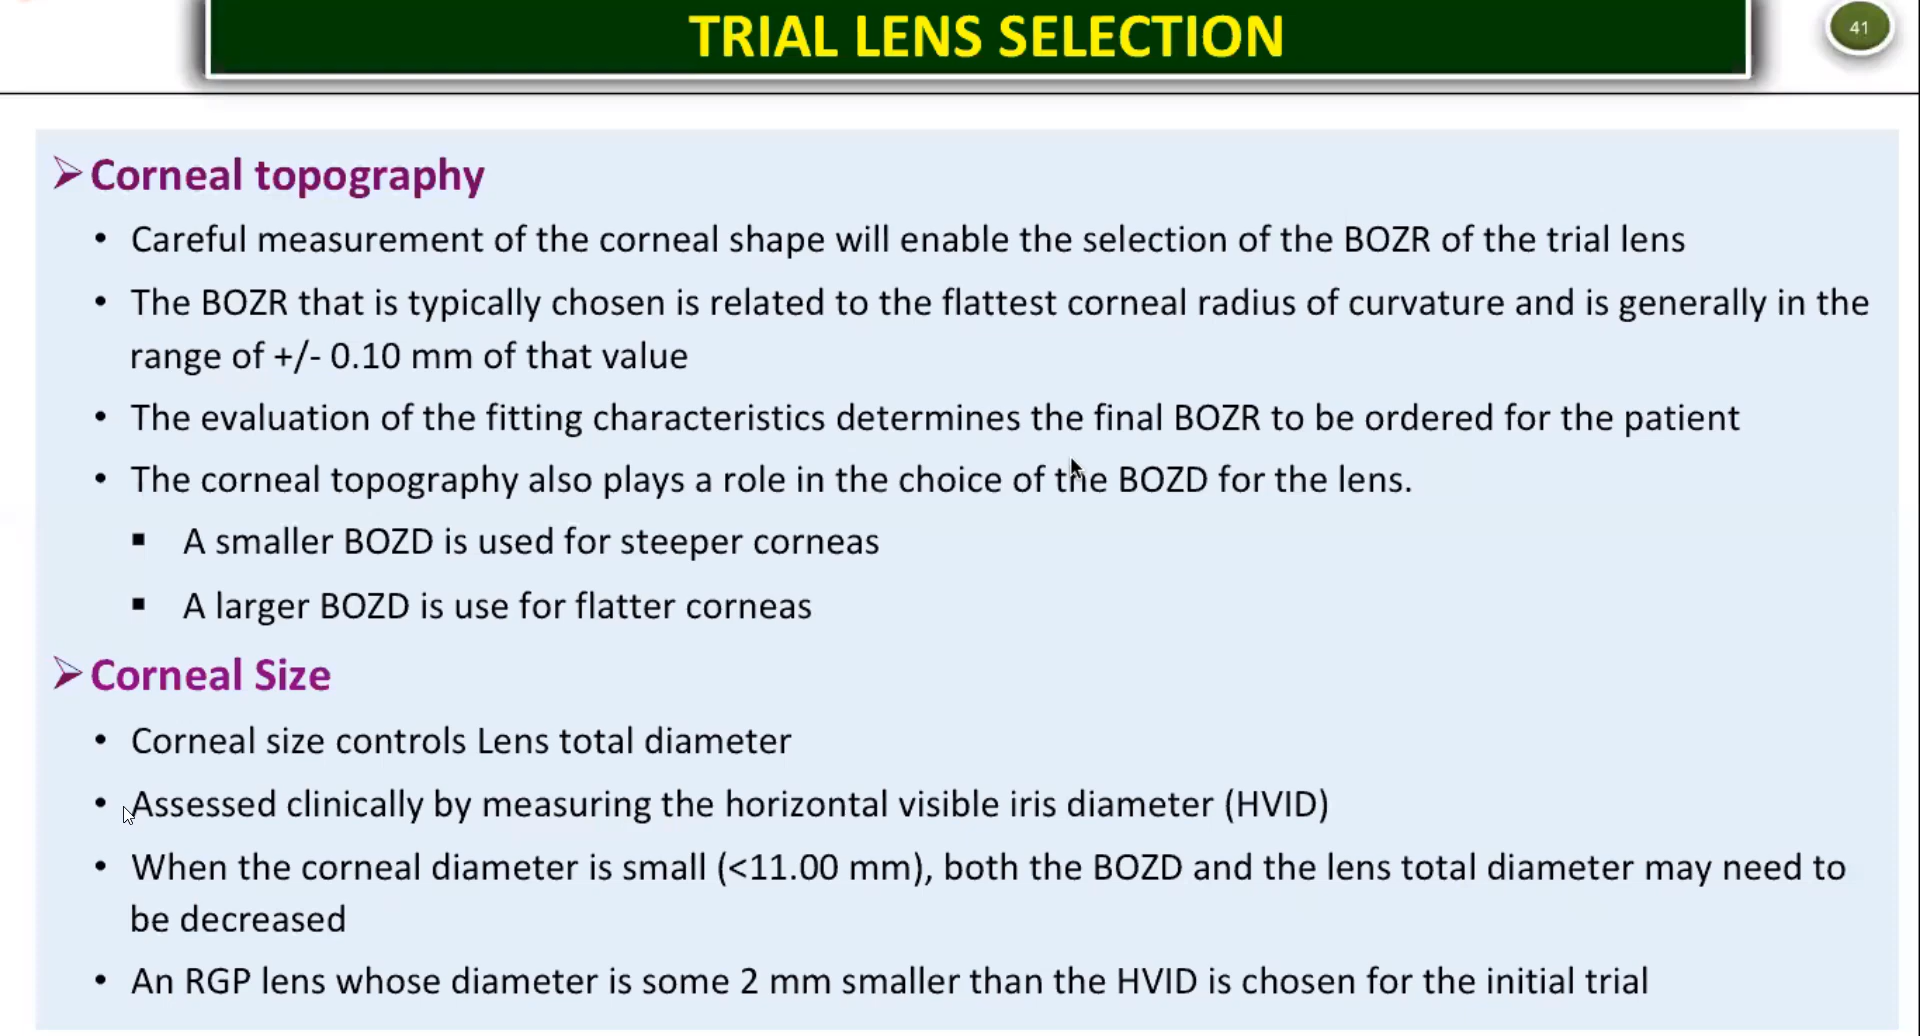 TRIAL LENS SELECTION
41
➢ Corneal topography
• Careful measurement of the corneal shape will enable the selection of the BOZR of the trial lens
• The BOZR that is typically chosen is related to the flattest corneal radius of curvature and is generally in the
range of +/- 0.10 mm of that value
• The evaluation of the fitting characteristics determines the final BOZR to be ordered for the patient
• The corneal topography also plays a role in the choice of the BOZD for the lens.
▪ A smaller BOZD is used for steeper corneas
▪ A larger BOZD is use for flatter corneas
➢ Corneal Size
• Corneal size controls Lens total diameter
• Assessed clinically by measuring the horizontal visible iris diameter (HVID)
• When the corneal diameter is small (<11.00 mm), both the BOZD and the lens total diameter may need to
be decreased
• An RGP lens whose diameter is some 2 mm smaller than the HVID is chosen for the initial trial